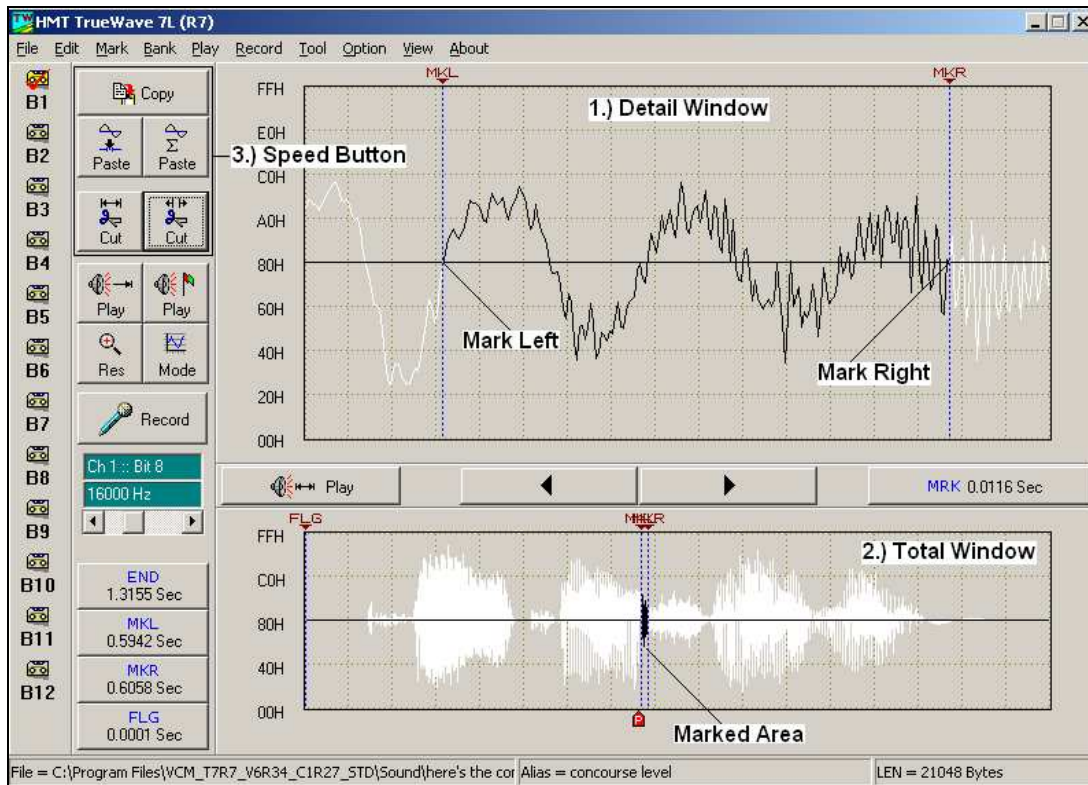 HMT TrueWave 7L (R7)
File Edit Mark Bank Play Record Tool Option View About
B1
B2
B3
B4
B5
B6
B7
B8
B9
B10
B11
B12
Copy
Paste Paste
Cut Cut
Play Play
Res Mode
Record
Ch 1 :: Bit 8
16000 Hz
END
1.3155 Sec
MKL
0.5942 Sec
MKR
0.6058 Sec
FLG
0.0001 Sec
3.) Speed Button
MKL MKR
1.) Detail Window
FFH
E0H
C0H
A0H
80H
60H
40H
20H
00H
Mark Left
Mark Right
Play
MRK 0.0116 Sec
FLG MKR
2.) Total Window
FFH
C0H
80H
40H
00H
P
Marked Area
File = C:\Program Files\VCM_T7R7_V6R34_C1R27_STD\Sound\here's the cor
Alias = concourse level
LEN = 21048 Bytes